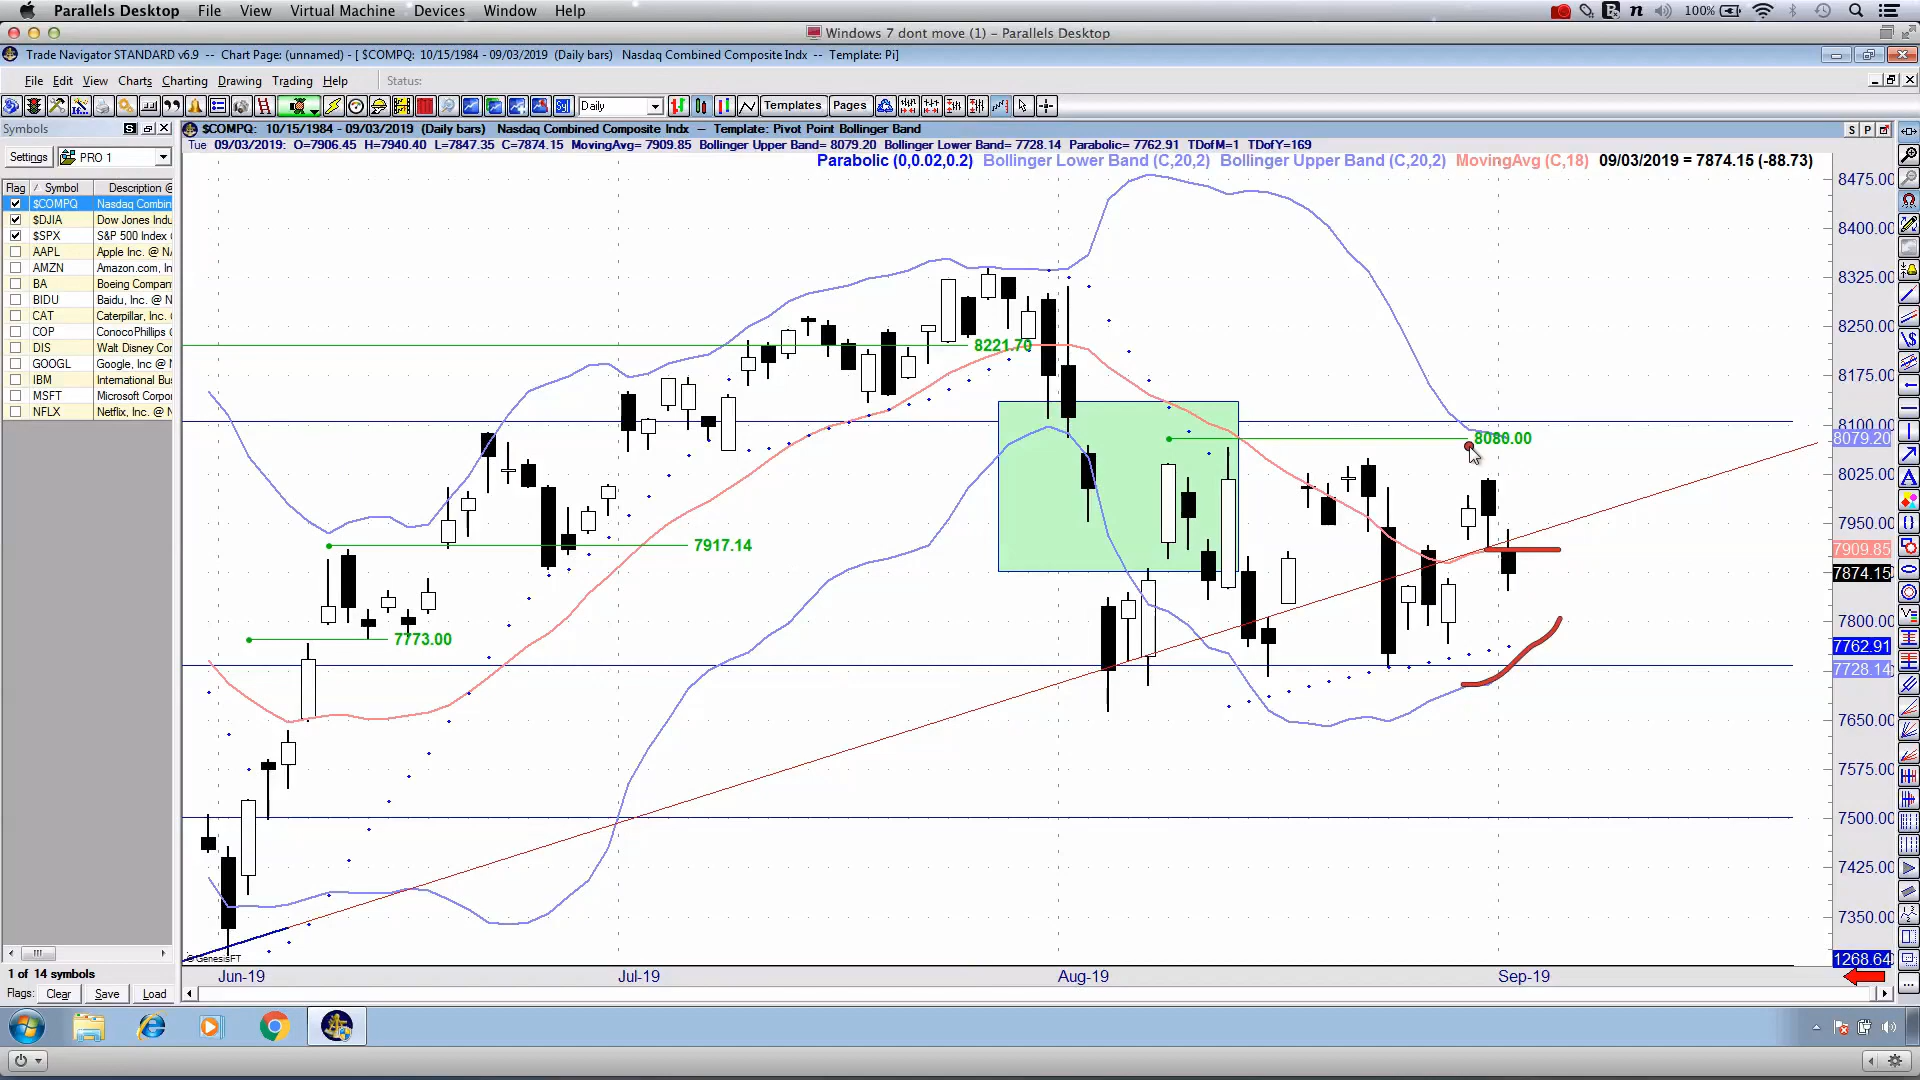 Parallels Desktop File View Virtual Machine Devices Window Help 100%
Windows 7 dont move (1) - Parallels Desktop
Trade Navigator STANDARD v6.9 -- Chart Page: (unnamed) - [ $COMPQ: 10/15/1984 - 09/03/2019 (Daily bars) Nasdaq Combined Composite Indx -- Template: Pi]
File Edit View Charts Charting Drawing Trading Help Status:
Daily Templates Pages
Symbols
$COMPQ: 10/15/1984 - 09/03/2019 (Daily bars) Nasdaq Combined Composite Indx -- Template: Pivot Point Bollinger Band
S P
Tue 09/03/2019: O=7906.45 H=7940.40 L=7847.35 C=7874.15 MovingAvg= 7909.85 Bollinger Upper Band= 8079.20 Bollinger Lower Band= 7728.14 Parabolic= 7762.91 TDofM=1 TDofY=169
Parabolic (0,0.02,0.2) Bollinger Lower Band (C,20,2) Bollinger Upper Band (C,20,2) MovingAvg (C,18) 09/03/2019 = 7874.15 (-88.73)
Settings PRO 1
Flag Symbol Description @
$COMPQ Nasdaq Combin
$DJIA Dow Jones Indu
$SPX S&P 500 Index
AAPL Apple Inc. @ NA
AMZN Amazon.com, In
BA Boeing Company
BIDU Baidu, Inc. @ N
CAT Caterpillar, Inc.
COP ConocoPhillips
DIS Walt Disney Co
GOOGL Google, Inc @
IBM International Bus
MSFT Microsoft Corpo
NFLX Netflix, Inc. @ N
8475.00
8400.00
8325.00
8250.00
8175.00
8100.00
8079.20
8025.00
7950.00
7909.85
7874.15
7800.00
7762.91
7728.14
7650.00
7575.00
7500.00
7425.00
7350.00
1268.64
8221.70
8080.00
7917.14
7773.00
© GenesisFT
Jun-19 Jul-19 Aug-19 Sep-19
1 of 14 symbols
Flags: Clear Save Load